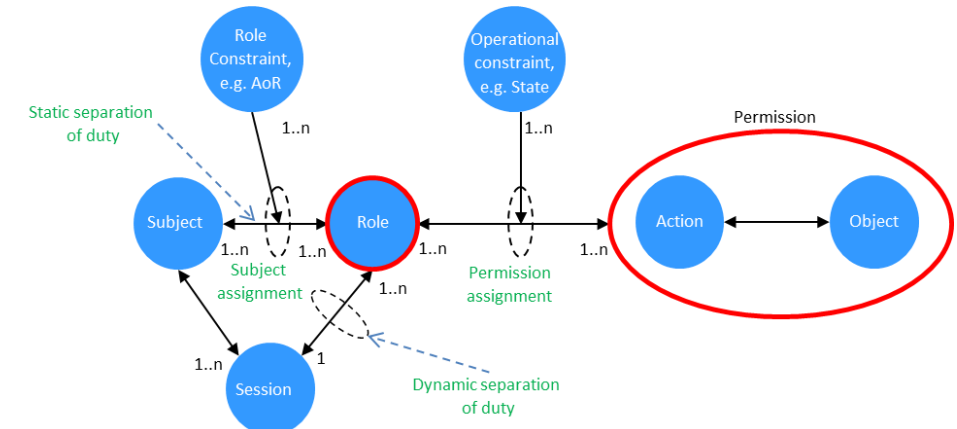 Role
Constraint,
e.g. AoR
Operational
constraint,
e.g. State
Static separation
of duty
1..n
1..n
Permission
Subject
Role
Action
Object
1..n
1..n
1..n
1..n
Subject
assignment
Permission
assignment
1..n
1..n
1
Session
Dynamic separation
of duty